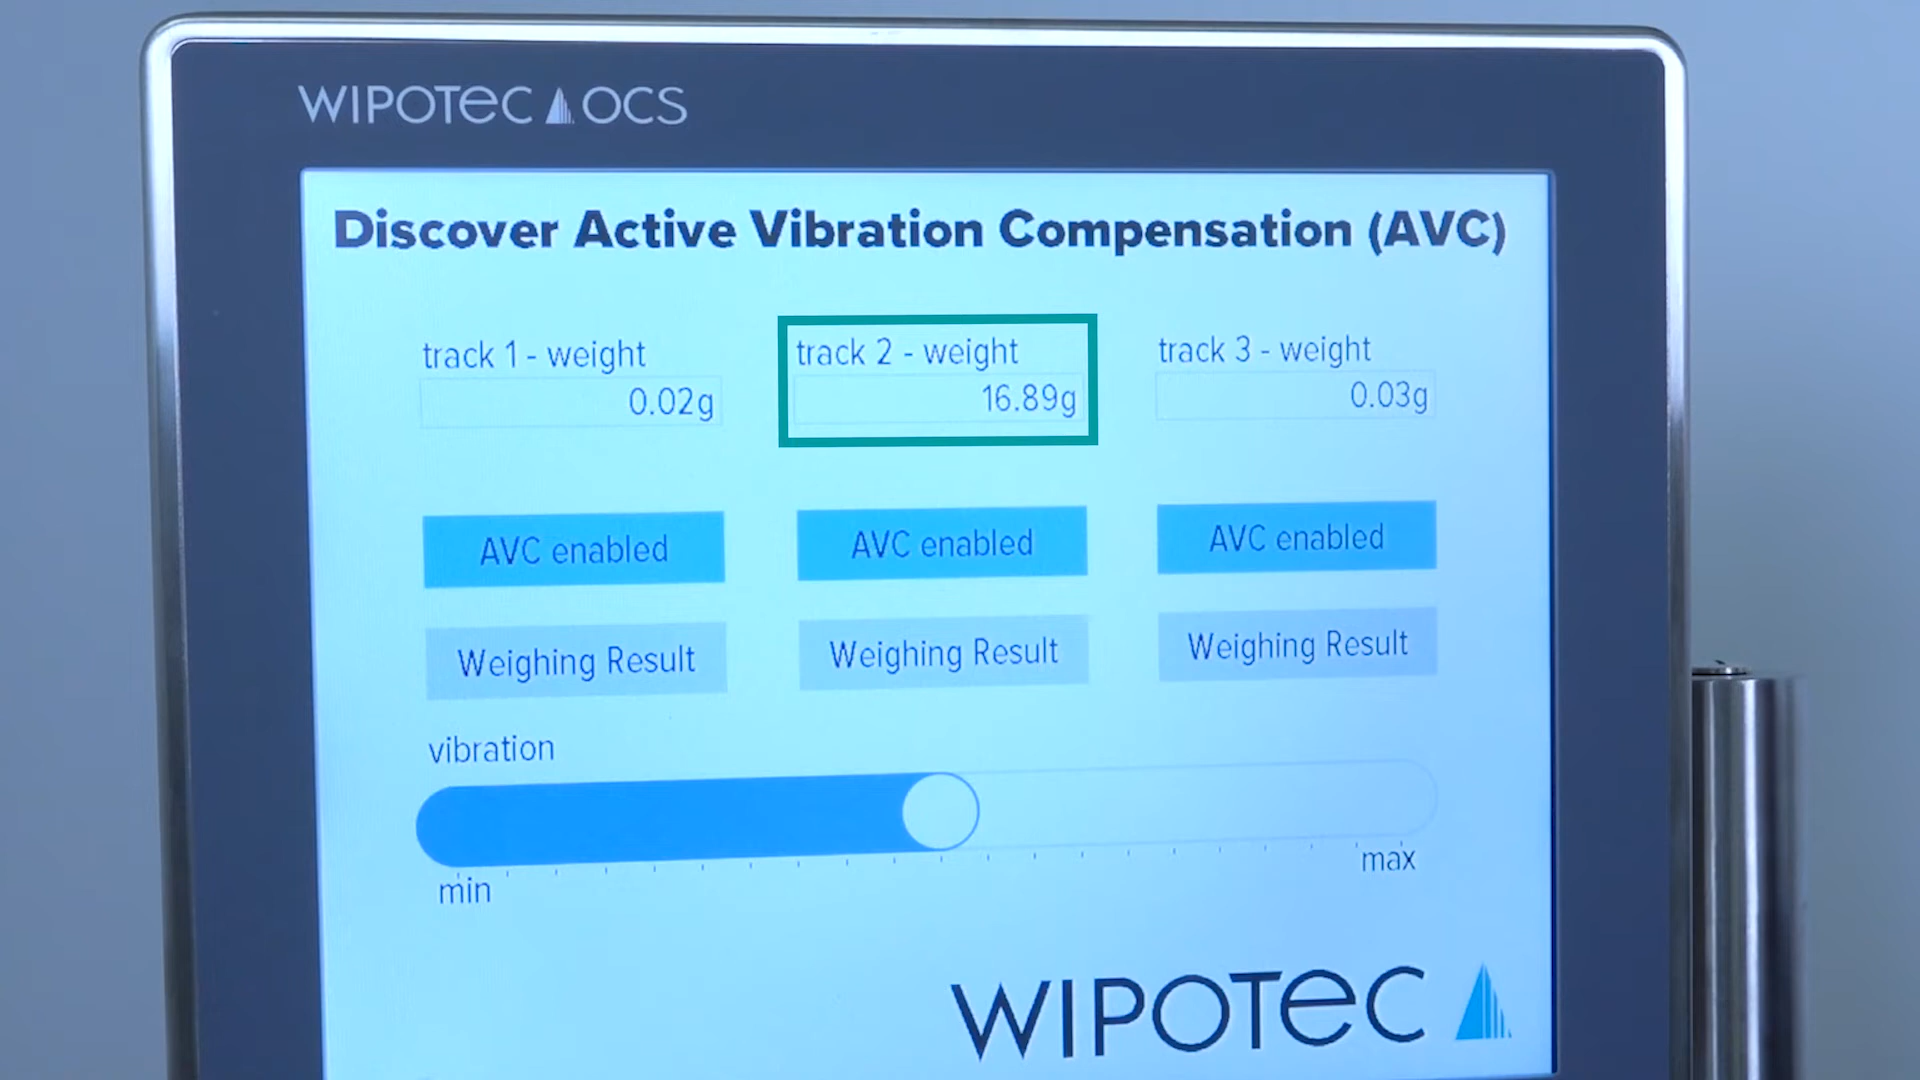 WIPOTEC OCS
Discover Active Vibration Compensation (AVC)
track 1 - weight
track 2 - weight
track 3 - weight
0.02g
16.89g
0.03g
AVC enabled
AVC enabled
AVC enabled
Weighing Result
Weighing Result
Weighing Result
vibration
min
max
WIPOTEC